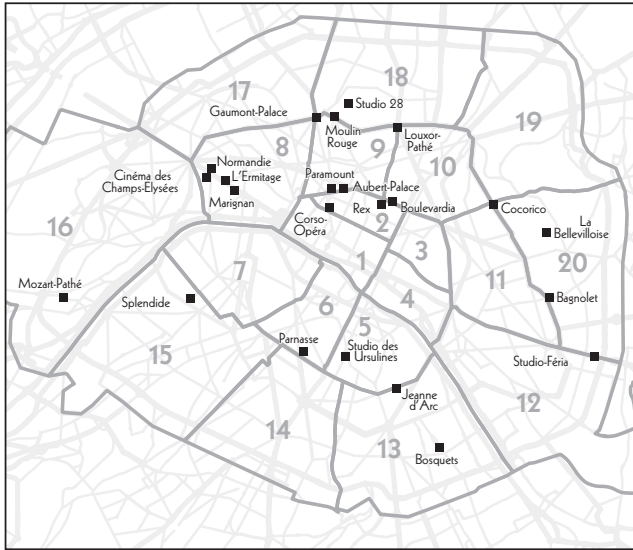 18
Studio 28
17
Gaumont-Palace
19
Moulin
Rouge
Louxor-
Pathé
8
9
10
Normandie
Cinéma des
Champs-Elysées
L'Ermitage
Paramount
Aubert-Palace
Marignan
Rex
Boulevardia
Cocorico
Corso-
Opéra
2
La
Bellevilloise
16
3
20
7
1
11
Mozart-Pathé
Splendide
4
Bagnolet
6
5
15
Parnasse
Studio des
Ursulines
Studio-Féria
14
Jeanne
d'Arc
12
13
Bosquets